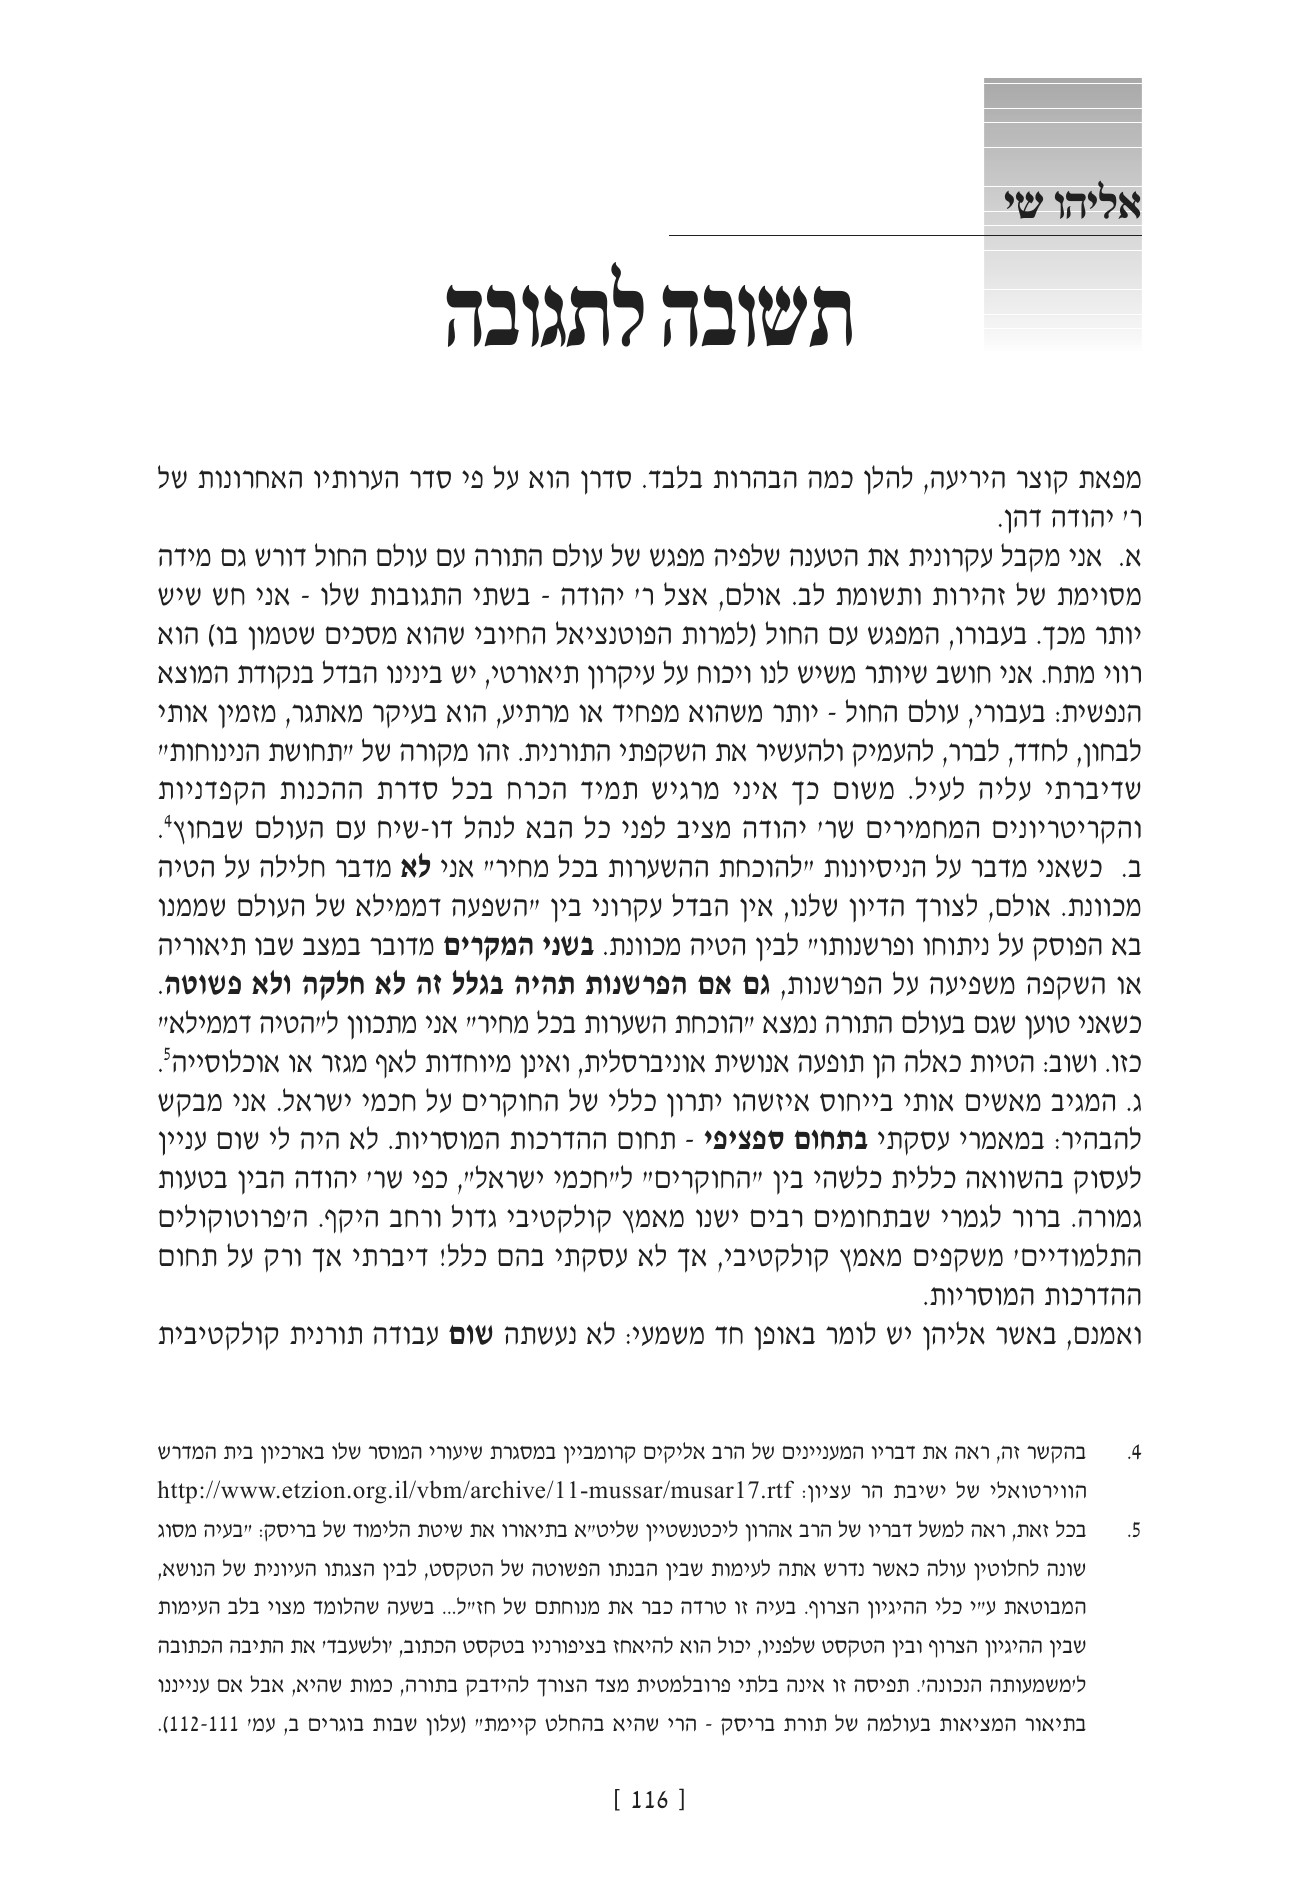 אליהו שי
תשובה לתגובה
מפאת קוצר היריעה, להלן כמה הבהרות בלבד. סדרן הוא על פי סדר הערותיו האחרונות של
ר׳ יהודה דהן.
א. אני מקבל עקרונית את הטענה שלפיה מפגש של עולם התורה עם עולם החול דורש גם מידה
מסוימת של זהירות ותשומת לב. אולם, אצל ר׳ יהודה - בשתי התגובות שלו - אני חש שיש
יותר מכך. בעבורו, המפגש עם החול (למרות הפוטנציאל החיובי שהוא מסכים שטמון בו) הוא
רווי מתח. אני חושב שיותר משיש לנו ויכוח על עיקרון תיאורטי, יש בינינו הבדל בנקודת המוצא
הנפשית: בעבורי, עולם החול - יותר משהוא מפחיד או מרתיע, הוא בעיקר מאתגר, מזמין אותי
לבחון, לחדד, לברר, להעמיק ולהעשיר את השקפתי התורנית. זהו מקורה של ״תחושת הנינוחות״
שדיברתי עליה לעיל. משום כך איני מרגיש תמיד הכרח בכל סדרת ההכנות הקפדניות
והקריטריונים המחמירים שר׳ יהודה מציב לפני כל הבא לנהל דו-שיח עם העולם שבחוץ4.
ב. כשאני מדבר על הניסיונות ״להוכחת ההשערות בכל מחיר״ אני לא מדבר חלילה על הטיה
מכוונת. אולם, לצורך הדיון שלנו, אין הבדל עקרוני בין ״השפעה דממילא של העולם שממנו
בא הפוסק על ניתוחו ופרשנותו״ לבין הטיה מכוונת. בשני המקרים מדובר במצב שבו תיאוריה
או השקפה משפיעה על הפרשנות, גם אם הפרשנות תהיה בגלל זה לא חלקה ולא פשוטה.
כשאני טוען שגם בעולם התורה נמצא ״הוכחת השערות בכל מחיר״ אני מתכוון ל״הטיה דממילא״
כזו. ושוב: הטיות כאלה הן תופעה אנושית אוניברסלית, ואינן מיוחדות לאף מגזר או אוכלוסייה5.
ג. המגיב מאשים אותי בייחוס איזשהו יתרון כללי של החוקרים על חכמי ישראל. אני מבקש
להבהיר: במאמרי עסקתי בתחום ספציפי - תחום ההדרכות המוסריות. לא היה לי שום עניין
לעסוק בהשוואה כללית כלשהי בין ״החוקרים״ ל״חכמי ישראל״, כפי שר׳ יהודה הבין בטעות
גמורה. ברור לגמרי שבתחומים רבים ישנו מאמץ קולקטיבי גדול ורחב היקף. ה׳פרוטוקולים
התלמודיים׳ משקפים מאמץ קולקטיבי, אך לא עסקתי בהם כלל! דיברתי אך ורק על תחום
ההדרכות המוסריות.
ואמנם, באשר אליהן יש לומר באופן חד משמעי: לא נעשתה שום עבודה תורנית קולקטיבית
4. בהקשר זה, ראה את דבריו המעניינים של הרב אליקים קרומביין במסגרת שיעורי המוסר שלו בארכיון בית המדרש
הווירטואלי של ישיבת הר עציון: http://www.etzion.org.il/vbm/archive/11-mussar/musar17.rtf
5. בכל זאת, ראה למשל דבריו של הרב אהרון ליכטנשטיין שליט״א בתיאורו את שיטת הלימוד של בריסק: ״בעיה מסוג
שונה לחלוטין עולה כאשר נדרש אתה לעימות שבין הבנתו הפשוטה של הטקסט, לבין הצגתו העיונית של הנושא,
המבוטאת ע״י כלי ההיגיון הצרוף. בעיה זו טרדה כבר את מנוחתם של חז״ל... בשעה שהלומד מצוי בלב העימות
שבין ההיגיון הצרוף ובין הטקסט שלפניו, יכול הוא להיאחז בציפורניו בטקסט הכתוב, ׳ולשעבד׳ את התיבה הכתובה
ל׳משמעותה הנכונה׳. תפיסה זו אינה בלתי פרובלמטית מצד הצורך להידבק בתורה, כמות שהיא, אבל אם ענייננו
בתיאור המציאות בעולמה של תורת בריסק - הרי שהיא בהחלט קיימת״ (עלון שבות בוגרים ב, עמ׳ 111-112).
[ 116 ]